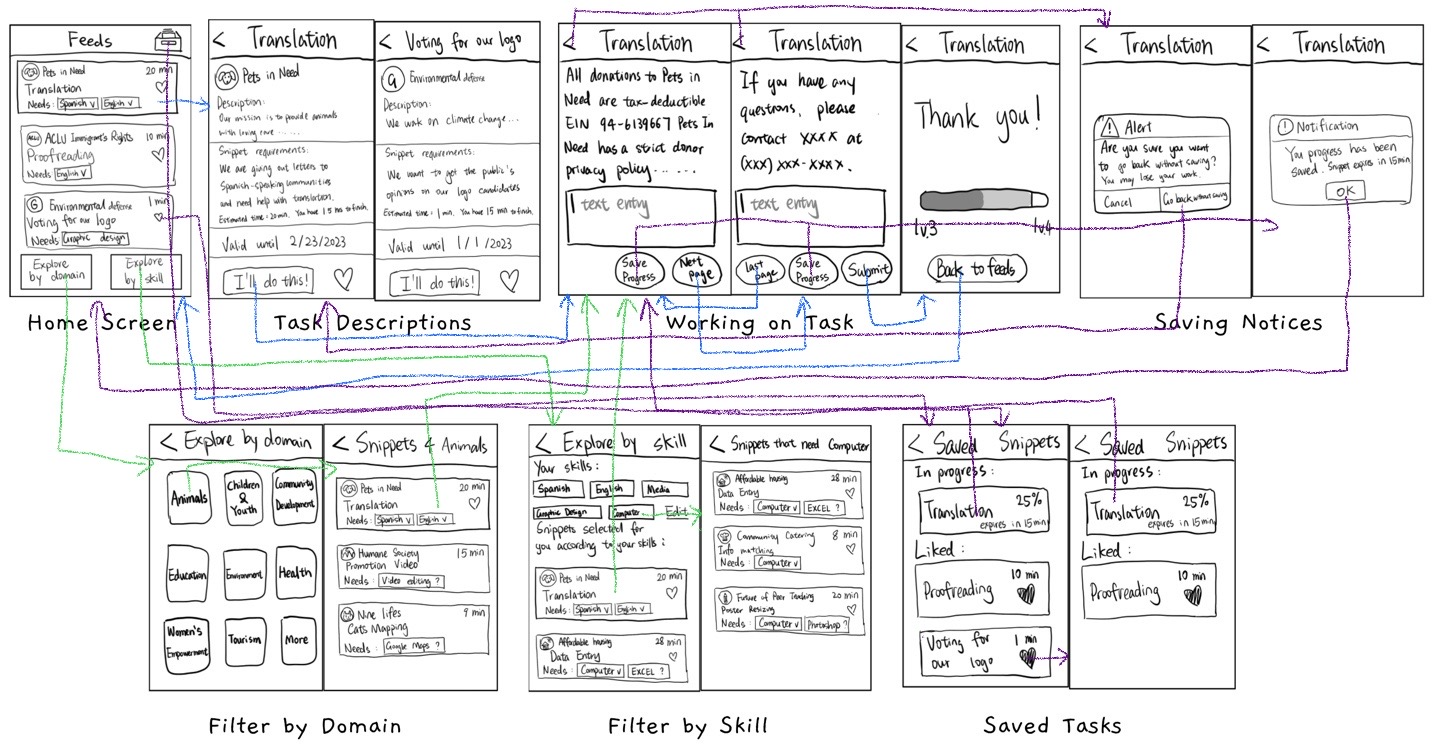 Feeds
Pets in Need 20 min
Translation
Needs: Spanish v English v
ACLU Immigrant's Rights 10 min
Proofreading
Needs English v
Environmental defense 1 min
Voting for our logo
Needs Graphic design
Explore by domain
Explore by skill
Home Screen
< Translation
Pets in Need
Description:
Our mission is to provide animals
with loving care ......
Snippet requirements:
We are giving out letters to
Spanish-speaking communities
and need help with translation.
Estimated time: 20 min. You have 15 hrs to finish.
Valid until 2/23/2023
I'll do this!
< Voting for our logo
Environmental defense
Description:
We wok on climate change...
Snippet requirements:
We want to get the public's
opinions on our logo candidates
Estimated time: 1 min. You have 15 min to finish.
Valid until 1/1/2023
I'll do this!
Task Descriptions
< Translation
All donations to Pets in
Need are tax-deductible
EIN 94-6139667 Pets In
Need has a strict donor
privacy policy......
text entry
Save Progress
Next page
< Translation
If you have any
questions, please
contact xxxx at
(xxx) xxx-xxxx.
text entry
last page
Save Progress
Submit
< Translation
Thank you!
lv.3 lv.4
Back to feeds
Working on Task
< Translation
Alert
Are you sure you want
to go back without saving?
You may lose your work.
Cancel Go back without saving
< Translation
Notification
You progress has been
saved. Snippet expires in 15min
OK
Saving Notices
< Explore by domain
Animals
Children & Youth
Community Development
Education
Environment
Health
Women's Empowerment
Tourism
More
< Snippets 4 Animals
Pets in Need 20 min
Translation
Needs: Spanish v English v
Humane Society 15 min
Promotion Video
Needs: Video editing ?
Nine lifes 9 min
Cats Mapping
Needs: Google Maps ?
Filter by Domain
< Explore by skill
Your skills:
Spanish English Media
Graphic Design Computer Edit
Snippets selected for
you according to your skills:
Pets in Need 20 min
Translation
Needs: Spanish v English v
Affordable housing 28 min
Data Entry
Needs: Computer v EXCEL ?
< Snippets that need Computer
Affordable housing 28 min
Data Entry
Needs: Computer v EXCEL ?
Community Catering 8 min
Info matching
Needs: Computer v
Future of Peer Tracking 20 min
Poster Resizing
Needs: Computer v Photoshop ?
Filter by Skill
< Saved Snippets
In progress:
Translation 25%
expires in 15min
Liked:
10 min
Proofreading
Voting for our logo 1 min
< Saved Snippets
In progress:
Translation 25%
expires in 15min
Liked:
10 min
Proofreading
Saved Tasks